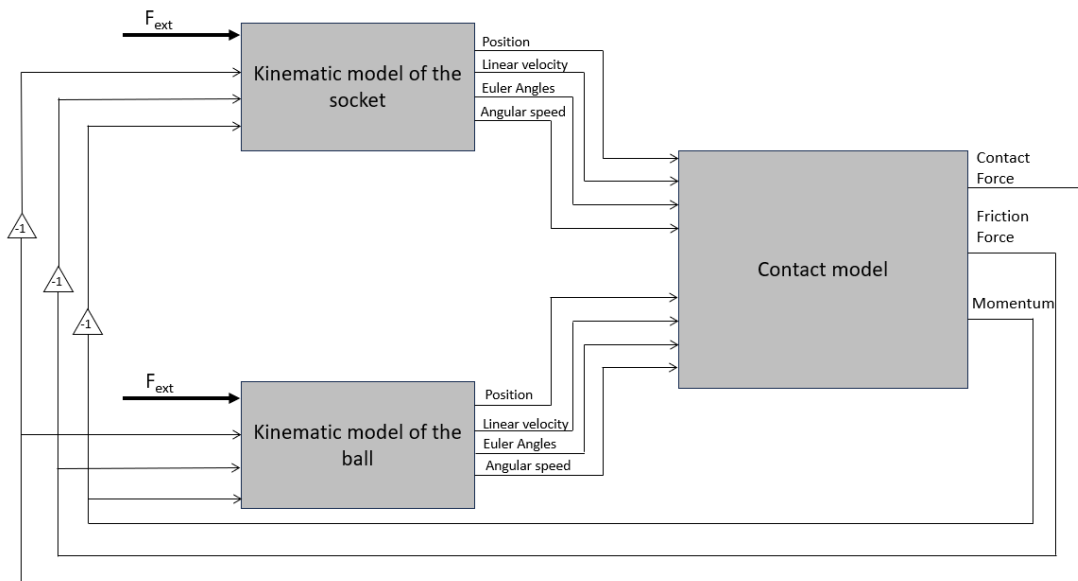 F_ext
Kinematic model of the
socket
Position
Linear velocity
Euler Angles
Angular speed
-1
-1
-1
Contact model
Contact
Force
Friction
Force
Momentum
F_ext
Kinematic model of the
ball
Position
Linear velocity
Euler Angles
Angular speed